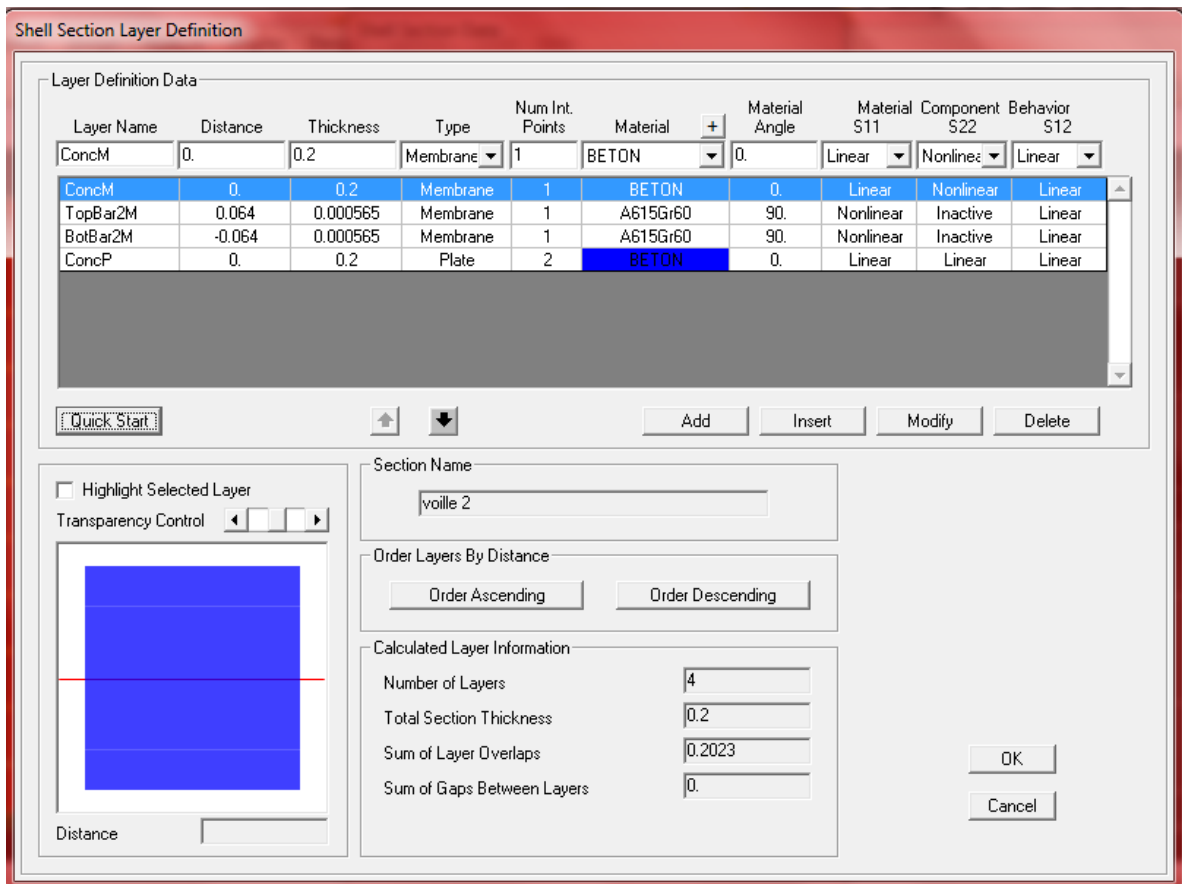 Shell Section Layer Definition
Layer Definition Data
Layer Name Distance Thickness Type Num Int. Points Material + Material Angle Material Component Behavior S11 S22 S12
ConcM 0. 0.2 Membrane 1 BETON 0. Linear Nonlinea Linear
ConcM 0. 0.2 Membrane 1 BETON 0. Linear Nonlinear Linear
TopBar2M 0.064 0.000565 Membrane 1 A615Gr60 90. Nonlinear Inactive Linear
BotBar2M -0.064 0.000565 Membrane 1 A615Gr60 90. Nonlinear Inactive Linear
ConcP 0. 0.2 Plate 2 BETON 0. Linear Linear Linear
Quick Start Add Insert Modify Delete
Highlight Selected Layer
Transparency Control
Distance
Section Name
voille 2
Order Layers By Distance
Order Ascending Order Descending
Calculated Layer Information
Number of Layers 4
Total Section Thickness 0.2
Sum of Layer Overlaps 0.2023
Sum of Gaps Between Layers 0.
OK
Cancel